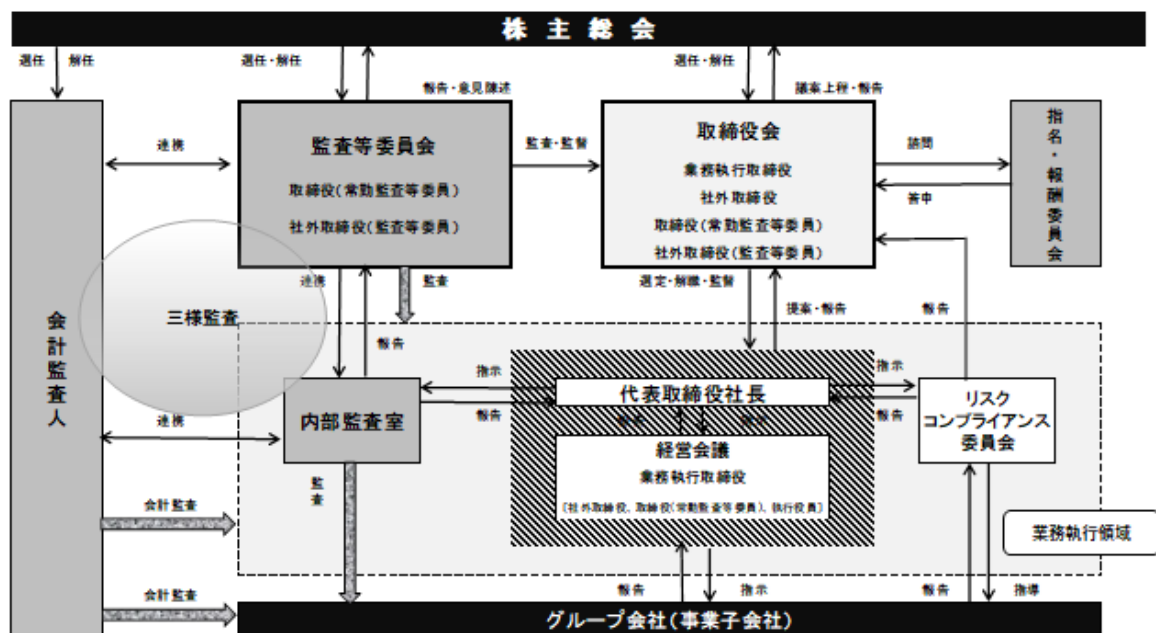 株主総会
選任 解任
選任・解任
報告・意見陳述
選任・解任
議案上程・報告
監査等委員会
取締役(常勤監査等委員)
社外取締役(監査等委員)
取締役会
業務執行取締役
社外取締役
取締役(常勤監査等委員)
社外取締役(監査等委員)
指名・報酬委員会
連携
監査・監督
諮問
答申
会計監査人
三様監査
連携
監査
選定・解職・監督
提案・報告
報告
報告
指示
代表取締役社長
指示
内部監査室
報告
報告
指示
報告
リスク
コンプライアンス
委員会
連携
経営会議
業務執行取締役
〔社外取締役、取締役(常勤監査等委員)、執行役員〕
監査
会計監査
業務執行領域
会計監査
報告
指示
報告
指導
グループ会社(事業子会社)